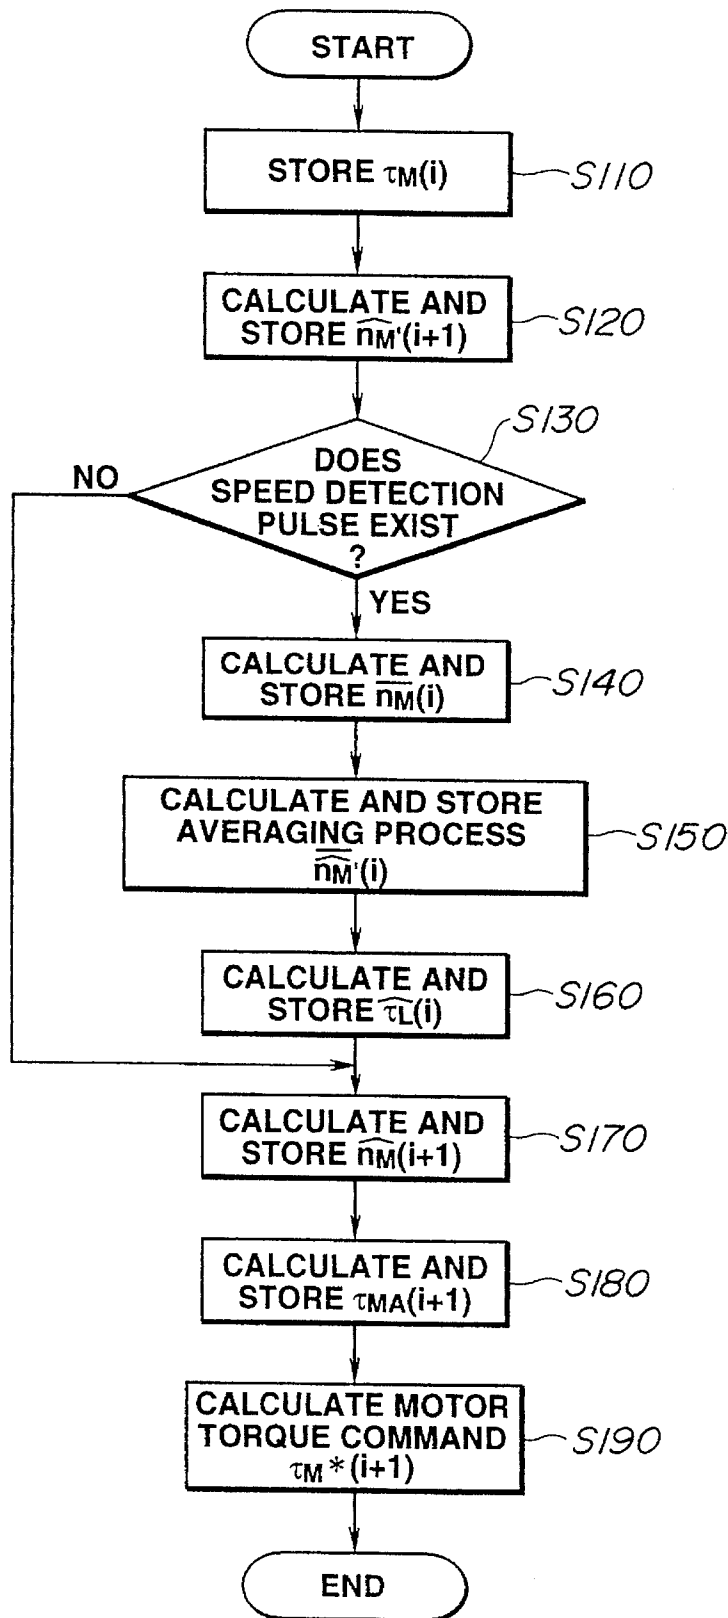 START
STORE τM(i)
S110
CALCULATE AND
STORE n̂M'(i+1)
S120
S130
DOES
SPEED DETECTION
PULSE EXIST
?
NO
YES
CALCULATE AND
STORE n̅M(i)
S140
CALCULATE AND STORE
AVERAGING PROCESS
n̂̅M'(i)
S150
CALCULATE AND
STORE τ̂L(i)
S160
CALCULATE AND
STORE n̂M(i+1)
S170
CALCULATE AND
STORE τMA(i+1)
S180
CALCULATE MOTOR
TORQUE COMMAND
τM*(i+1)
S190
END